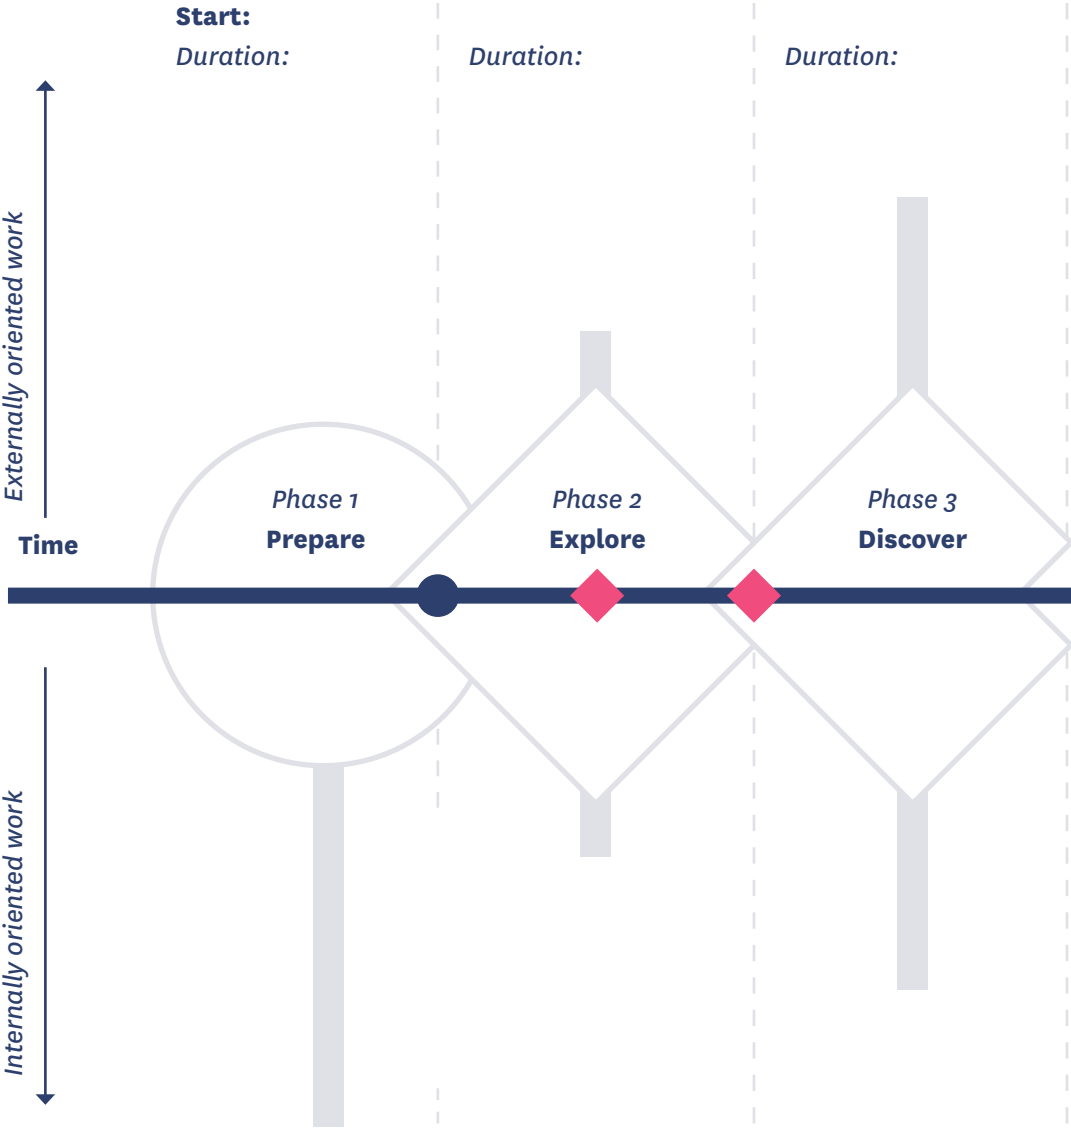 Start:
Duration:
Duration:
Duration:
Externally oriented work
Phase 1
Prepare
Phase 2
Explore
Phase 3
Discover
Time
Internally oriented work